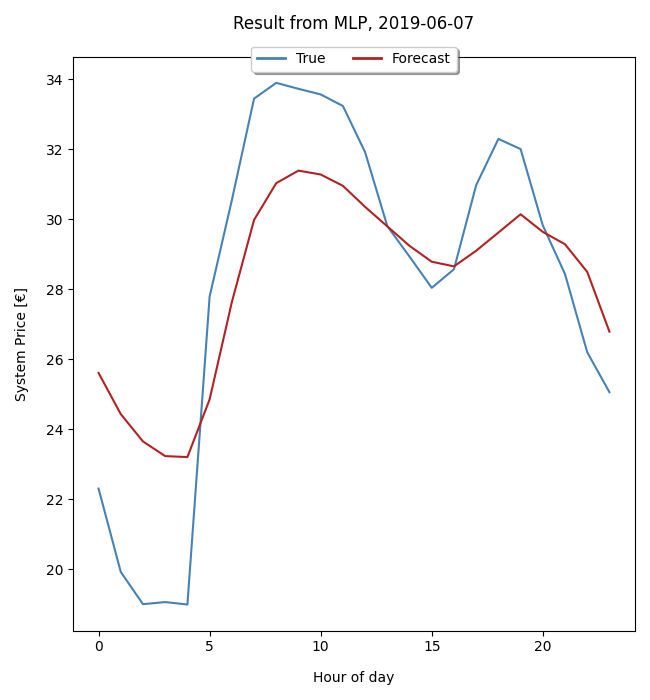 Result from MLP, 2019-06-07
True Forecast
34
32
30
28
26
24
22
20
System Price [€]
0 5 10 15 20
Hour of day